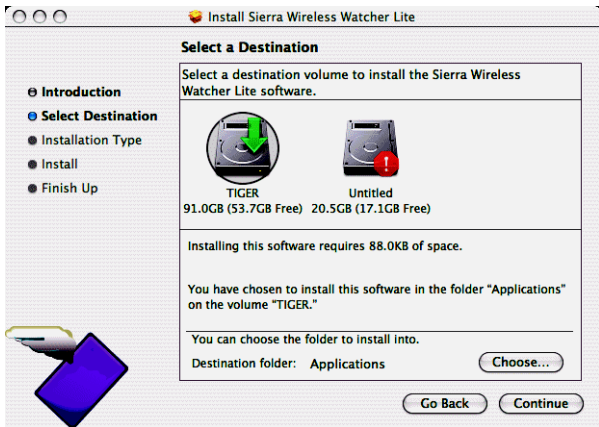 Install Sierra Wireless Watcher Lite
Select a Destination
Introduction
Select Destination
Installation Type
Install
Finish Up
Select a destination volume to install the Sierra Wireless
Watcher Lite software.
TIGER
91.0GB (53.7GB Free)
Untitled
20.5GB (17.1GB Free)
Installing this software requires 88.0KB of space.
You have chosen to install this software in the folder “Applications”
on the volume “TIGER.”
You can choose the folder to install into.
Destination folder: Applications
Choose...
Go Back
Continue